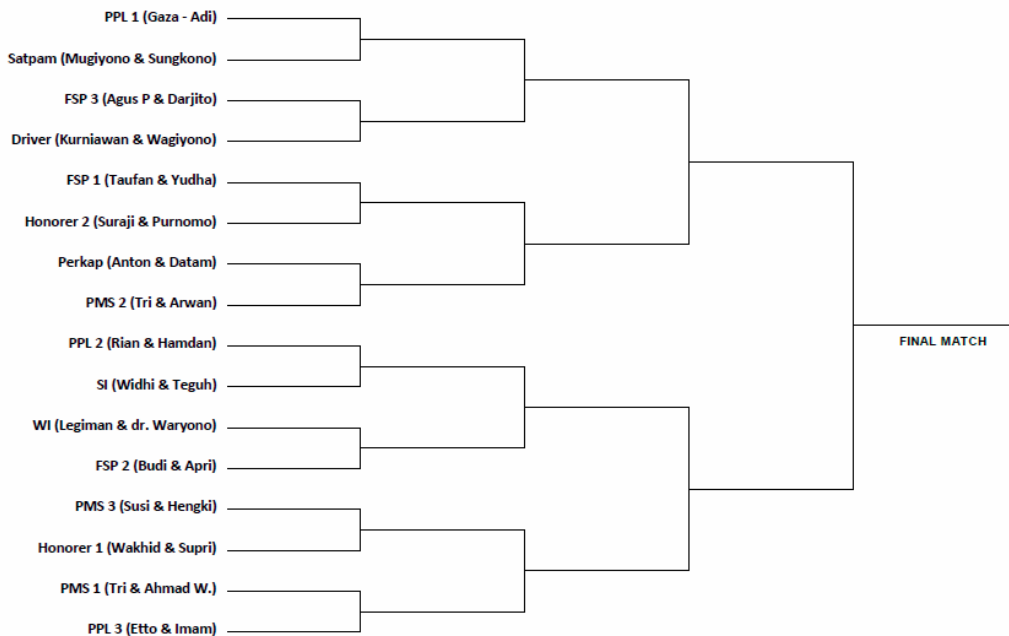 PPL 1 (Gaza - Adi)
Satpam (Mugiyono & Sungkono)
FSP 3 (Agus P & Darjito)
Driver (Kurniawan & Wagiyono)
FSP 1 (Taufan & Yudha)
Honorer 2 (Suraji & Purnomo)
Perkap (Anton & Datam)
PMS 2 (Tri & Arwan)
PPL 2 (Rian & Hamdan)
SI (Widhi & Teguh)
WI (Legiman & dr. Waryono)
FSP 2 (Budi & Apri)
PMS 3 (Susi & Hengki)
Honorer 1 (Wakhid & Supri)
PMS 1 (Tri & Ahmad W.)
PPL 3 (Etto & Imam)
FINAL MATCH